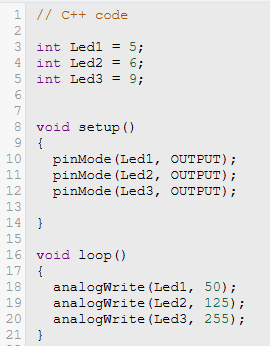 1 // C++ code
2
3 int Led1 = 5;
4 int Led2 = 6;
5 int Led3 = 9;
6
7
8 void setup()
9 {
10   pinMode(Led1, OUTPUT);
11   pinMode(Led2, OUTPUT);
12   pinMode(Led3, OUTPUT);
13
14 }
15
16 void loop()
17 {
18   analogWrite(Led1, 50);
19   analogWrite(Led2, 125);
20   analogWrite(Led3, 255);
21 }